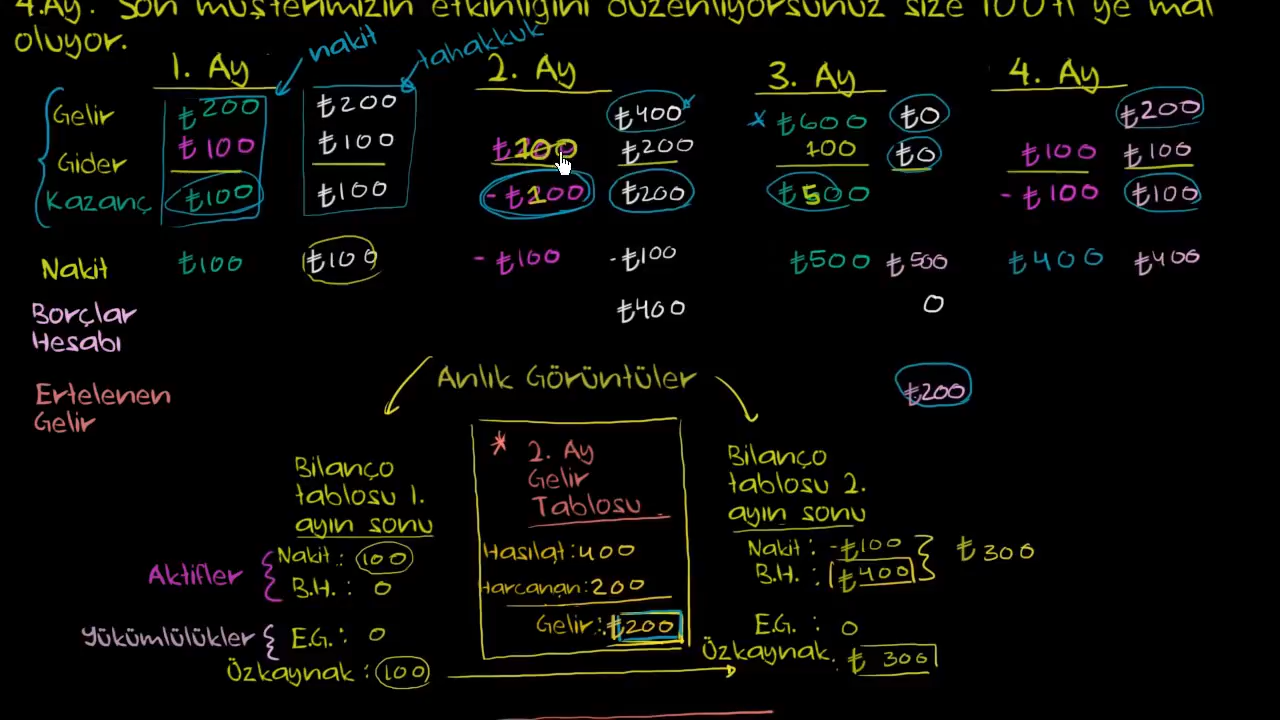 4.Ay: Son müşterimizin etkinliğini düzenliyorsunuz size 100tl ye mal
oluyor.
nakit
tahakkuk
1. Ay 2. Ay 3. Ay 4. Ay
Gelir ₺200 ₺200 ₺400 * ₺600 ₺0 ₺200
Gider ₺100 ₺100 100 ₺200 100 ₺0 ₺100 ₺100
Kazanç ₺100 ₺100 -₺100 ₺200 ₺500 -₺100 ₺100
Nakit ₺100 ₺100 -₺100 -₺100 ₺500 ₺500 ₺400 ₺400
Borçlar ₺400 0
Hesabı
Ertelenen ₺200
Gelir
Anlık Görüntüler
Bilanço
tablosu 1.
ayın sonu
Aktifler
Nakit: 100
B.H.: 0
Yükümlülükler
E.G.: 0
Özkaynak: 100
* 2. Ay
Gelir
Tablosu
Hasılat: 400
Harcanan: 200
Gelir: ₺200
Bilanço
tablosu 2.
ayın sonu
Nakit: -₺100
B.H.: ₺400
₺300
E.G.: 0
Özkaynak: ₺300